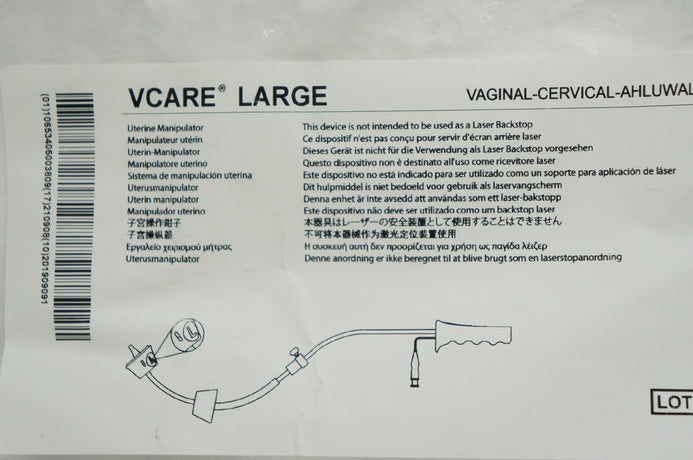 VCARE® LARGE
VAGINAL-CERVICAL-AHLUWAL
(01)10653405003809(17)210908(10)201909091
Uterine Manipulator This device is not intended to be used as a Laser Backstop
Manipulateur utérin Ce dispositif n'est pas conçu pour servir d'écran arrière laser
Uterin-Manipulator Dieses Gerät ist nicht für die Verwendung als Laser Backstop vorgesehen
Manipolatore uterino Questo dispositivo non è destinato all'uso come ricevitore laser
Sistema de manipulación uterina Este dispositivo no está indicado para ser utilizado como un soporte para aplicación de láser
Uterusmanipulator Dit hulpmiddel is niet bedoeld voor gebruik als laservangscherm
Uterin manipulator Denna enhet är inte avsedd att användas som ett laser-bakstopp
Manipulador uterino Este dispositivo não deve ser utilizado como um backstop laser
子宮操作鉗子 本器具はレーザーの安全装置として使用することはできません
子宫操纵器 不可将本器械作为激光定位装置使用
Εργαλείο χειρισμού μήτρας Η συσκευή αυτή δεν προορίζεται για χρήση ως παγίδα λέιζερ
Uterusmanipulator Denne anordning er ikke beregnet til at blive brugt som en laserstopanordning
L
L
LOT